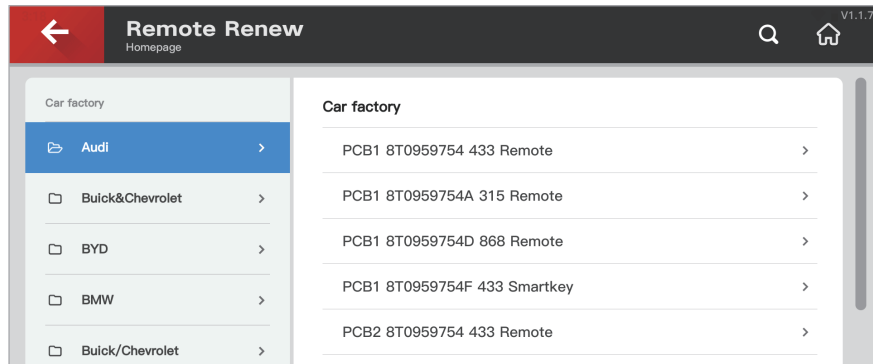 Remote Renew
Homepage
V1.1.7
Car factory
Audi
Buick&Chevrolet
BYD
BMW
Buick/Chevrolet
Car factory
PCB1 8T0959754 433 Remote
PCB1 8T0959754A 315 Remote
PCB1 8T0959754D 868 Remote
PCB1 8T0959754F 433 Smartkey
PCB2 8T0959754 433 Remote